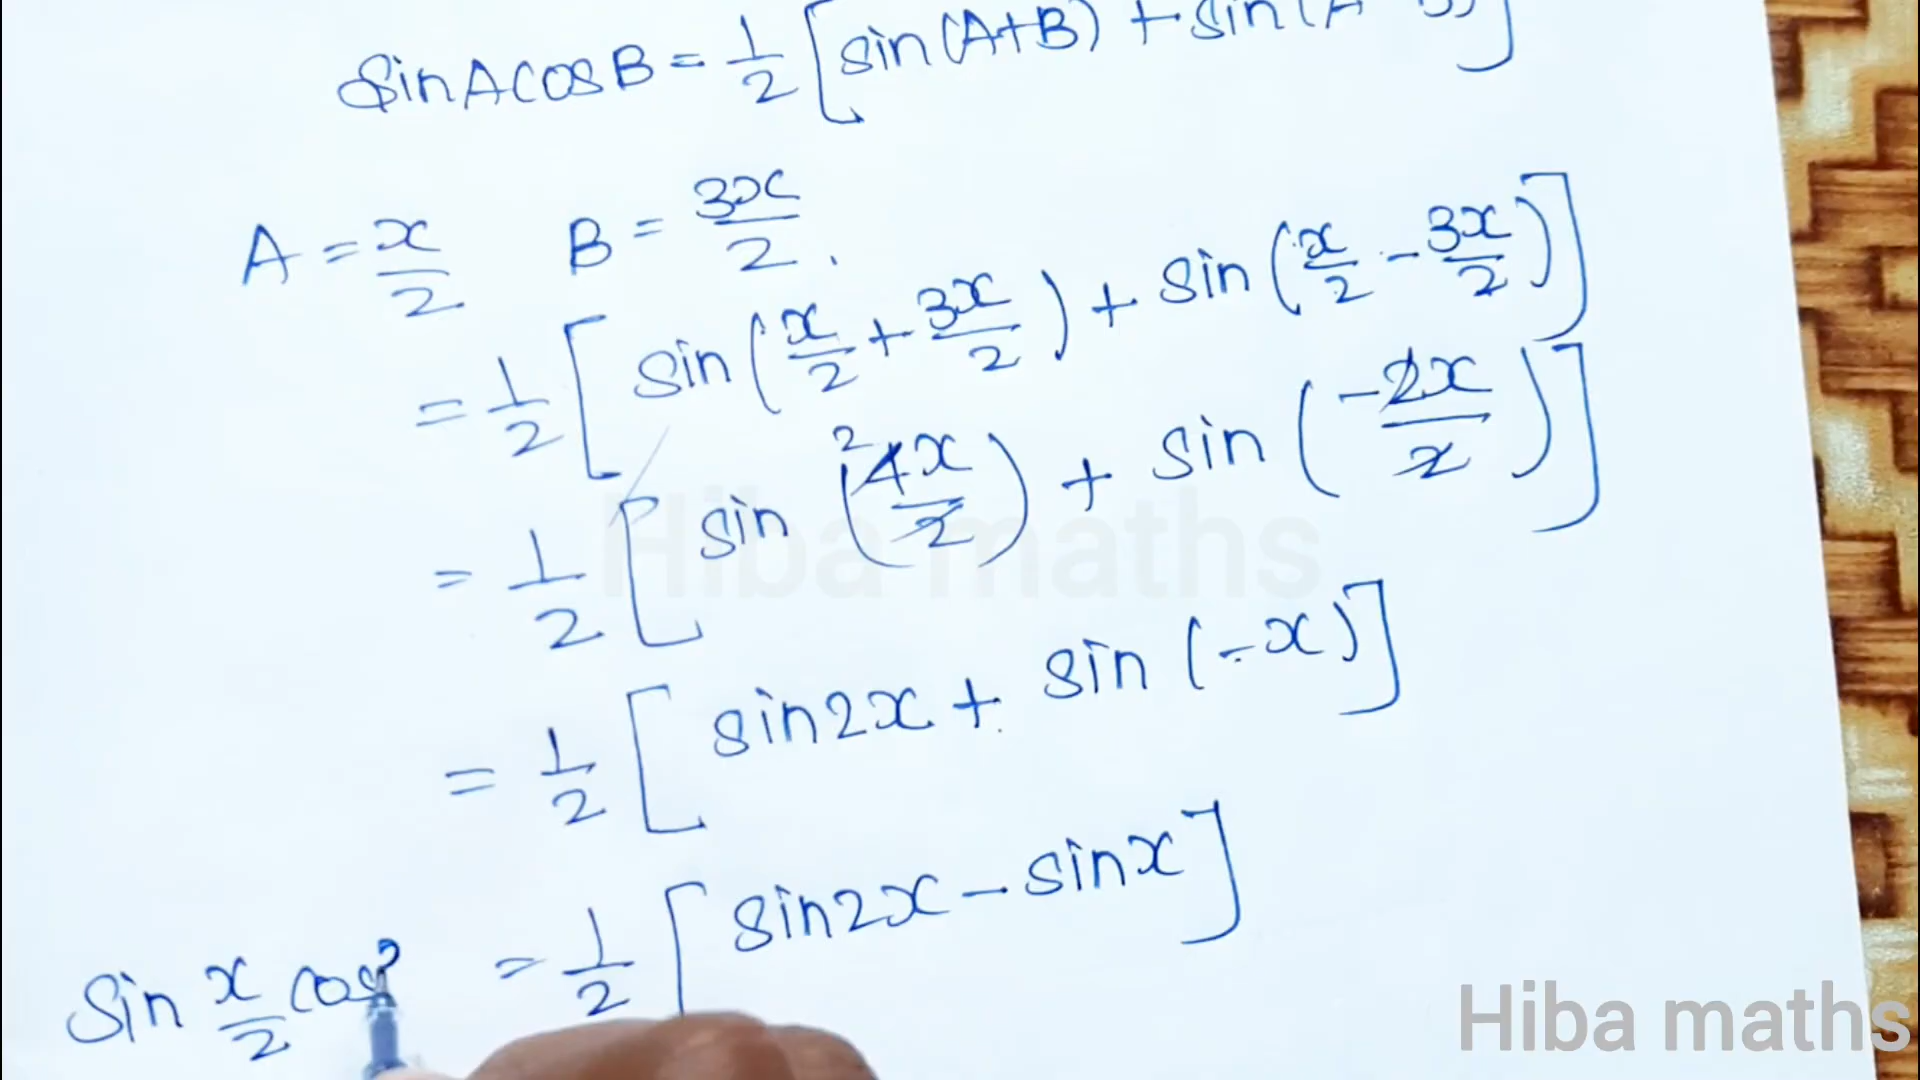 sinA cosB = 1/2 [sin(A+B) + sin(A
A = x/2 B = 3x/2 .
= 1/2 [sin(x/2 + 3x/2) + sin(x/2 - 3x/2)]
= 1/2 [sin (4x/2) 2 + sin (-2x/2)]
Hiba maths
= 1/2 [sin2x + sin (-x)]
= 1/2 [sin2x - sinx]
Sin x/2 cos
Hiba maths